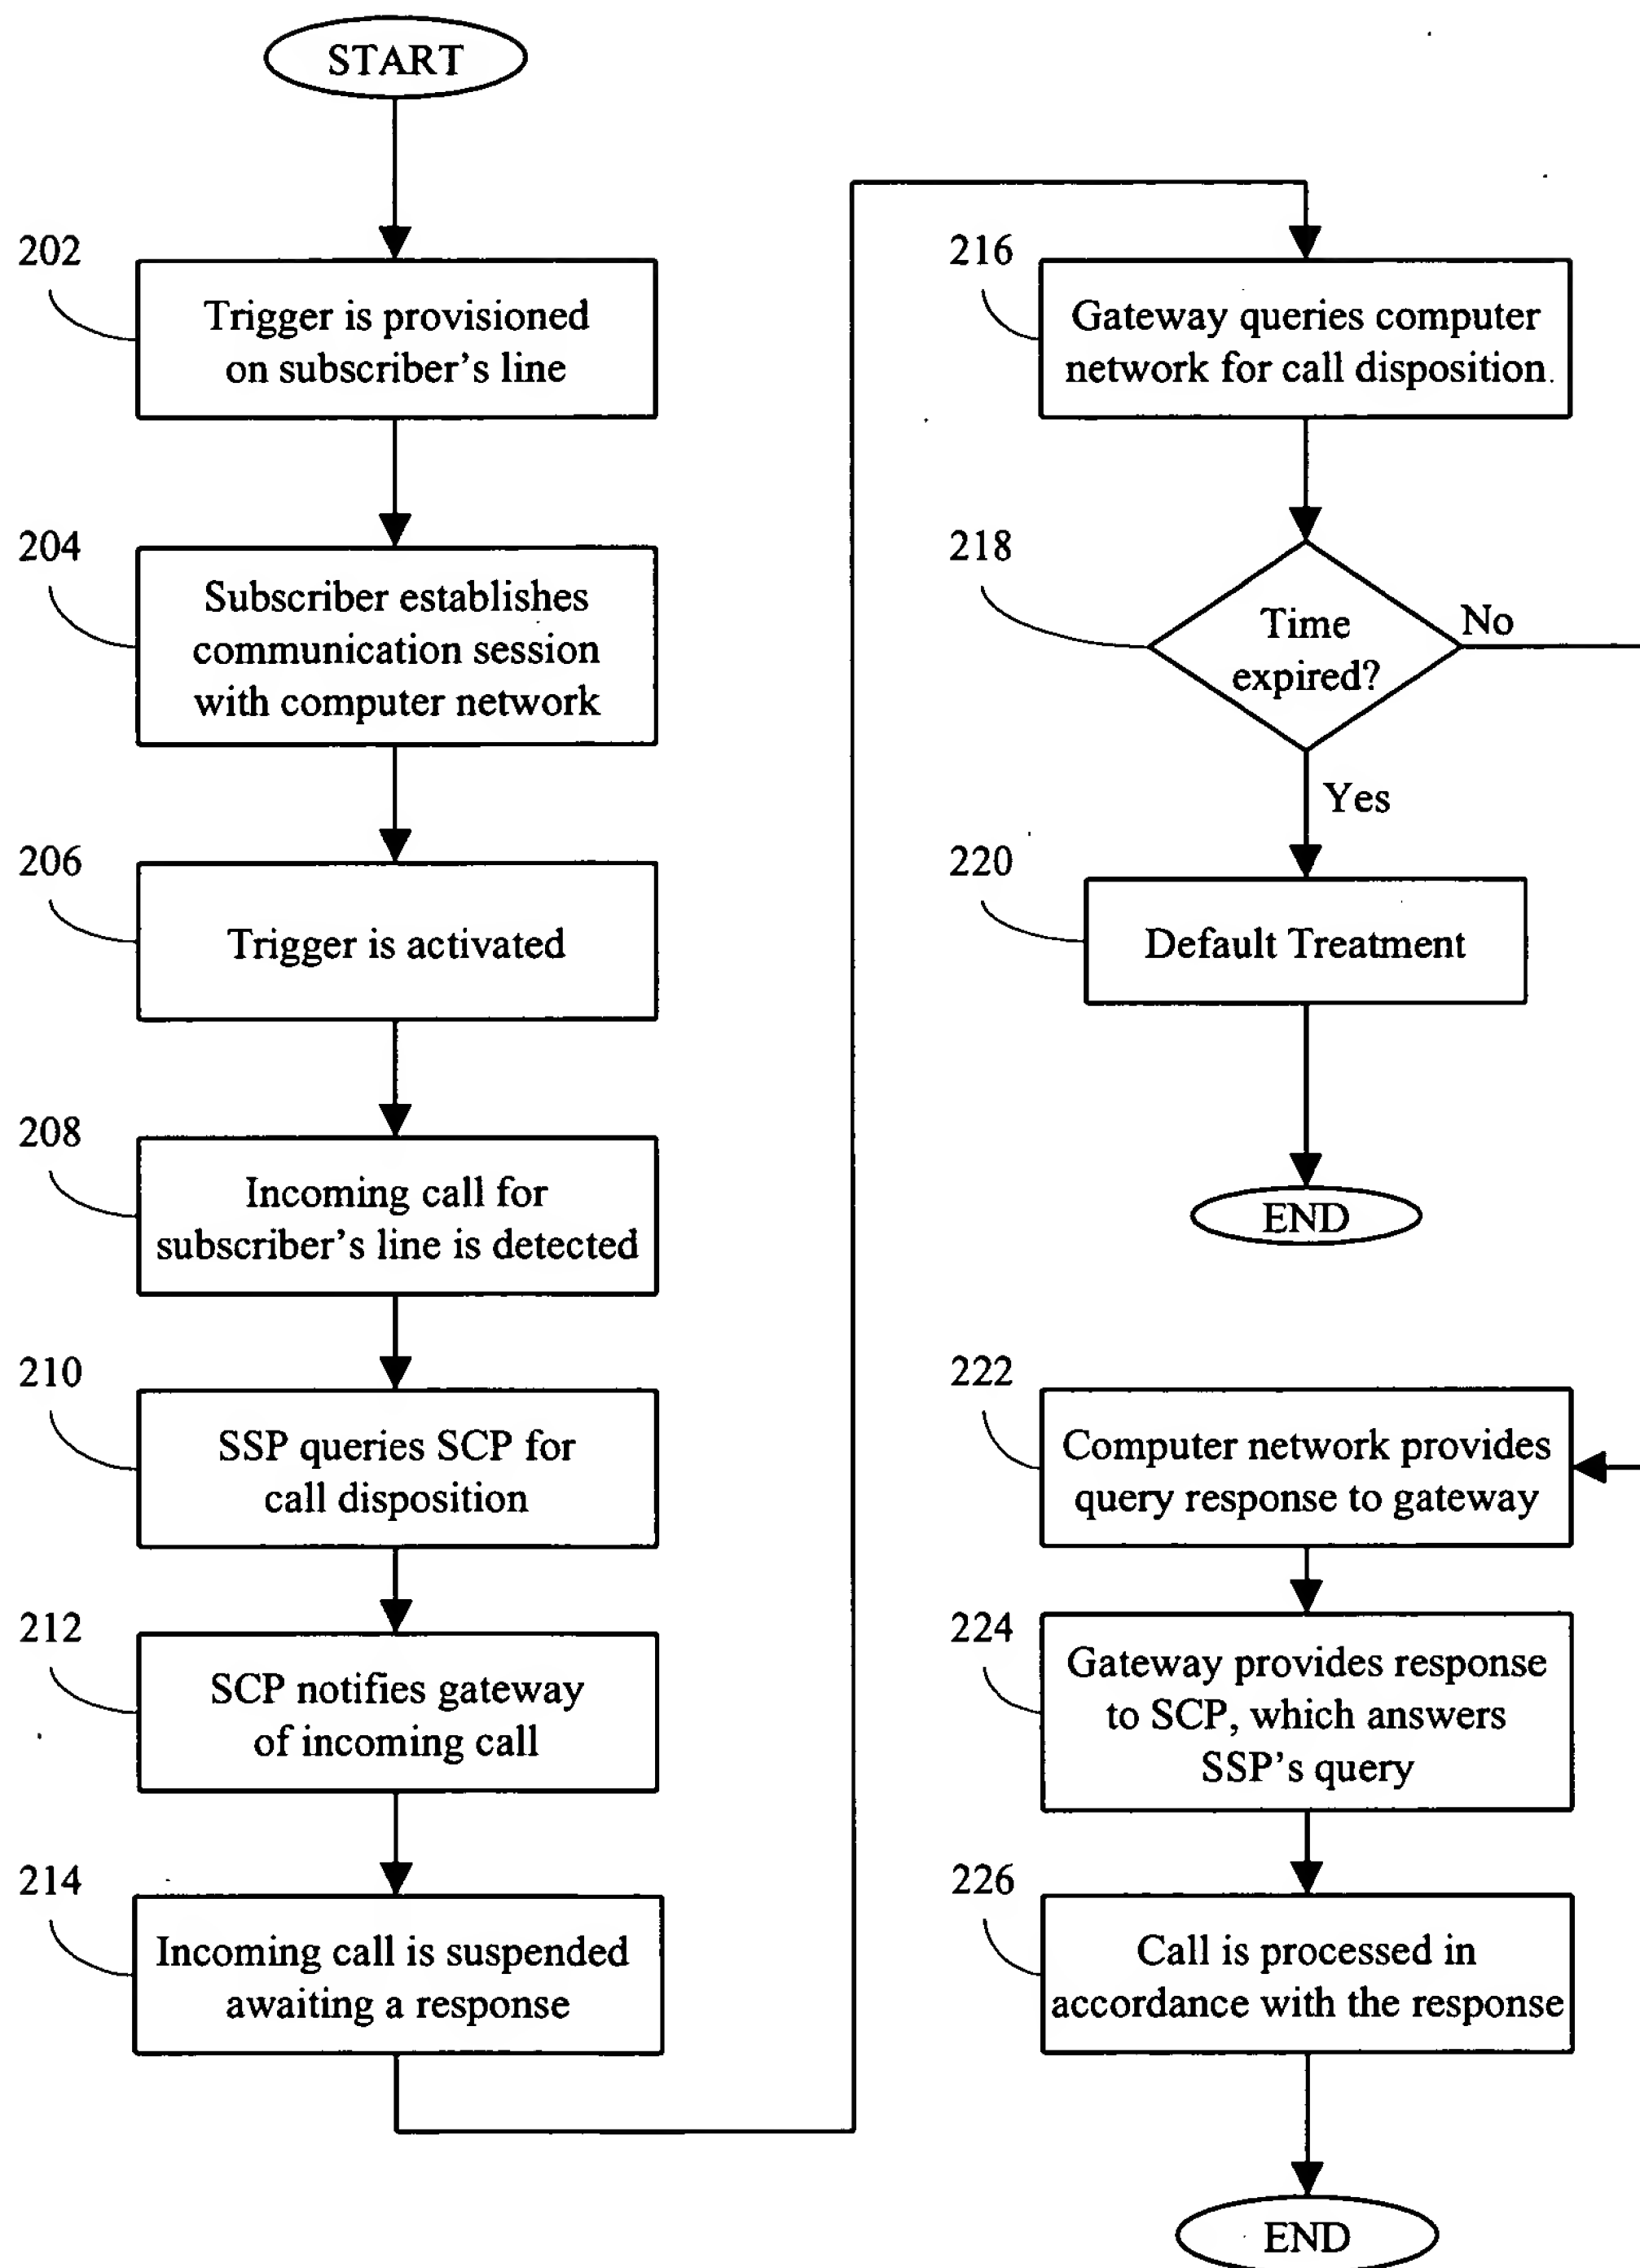 START
202
Trigger is provisioned
on subscriber's line
204
Subscriber establishes
communication session
with computer network
206
Trigger is activated
208
Incoming call for
subscriber's line is detected
210
SSP queries SCP for
call disposition
212
SCP notifies gateway
of incoming call
214
Incoming call is suspended
awaiting a response
216
Gateway queries computer
network for call disposition.
218
Time
expired?
No
Yes
220
Default Treatment
END
222
Computer network provides
query response to gateway
224
Gateway provides response
to SCP, which answers
SSP's query
226
Call is processed in
accordance with the response
END